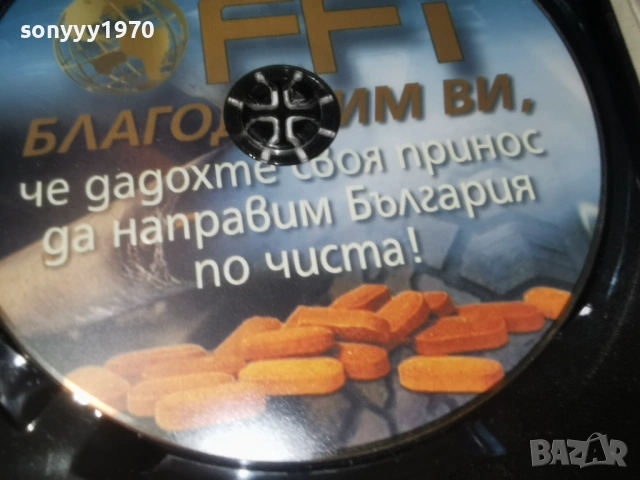 sonyyy1970
FFI
ВИ,
че дадохте своя принос
да направим България
по чиста!
BAZAR